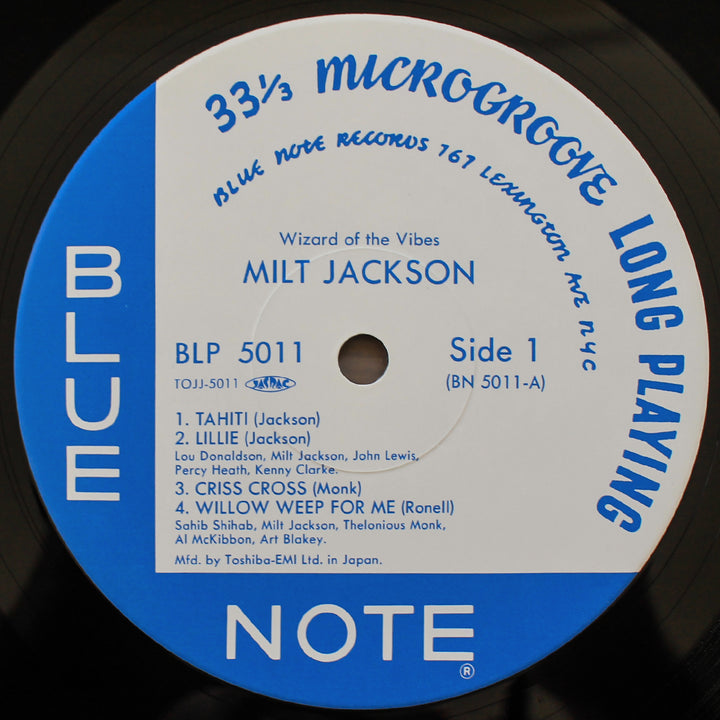 33⅓ MICROGROOVE LONG PLAYING
BLUE NOTE RECORDS 767 LEXINGTON AVE NYC
Wizard of the Vibes
MILT JACKSON
BLP 5011
Side 1
TOJJ-5011 JASRAC
(BN 5011-A)
1. TAHITI (Jackson)
2. LILLIE (Jackson)
Lou Donaldson, Milt Jackson, John Lewis,
Percy Heath, Kenny Clarke.
3. CRISS CROSS (Monk)
4. WILLOW WEEP FOR ME (Ronell)
Sahib Shihab, Milt Jackson, Thelonious Monk,
Al McKibbon, Art Blakey.
Mfd. by Toshiba-EMI Ltd. in Japan.
BLUE
NOTE®